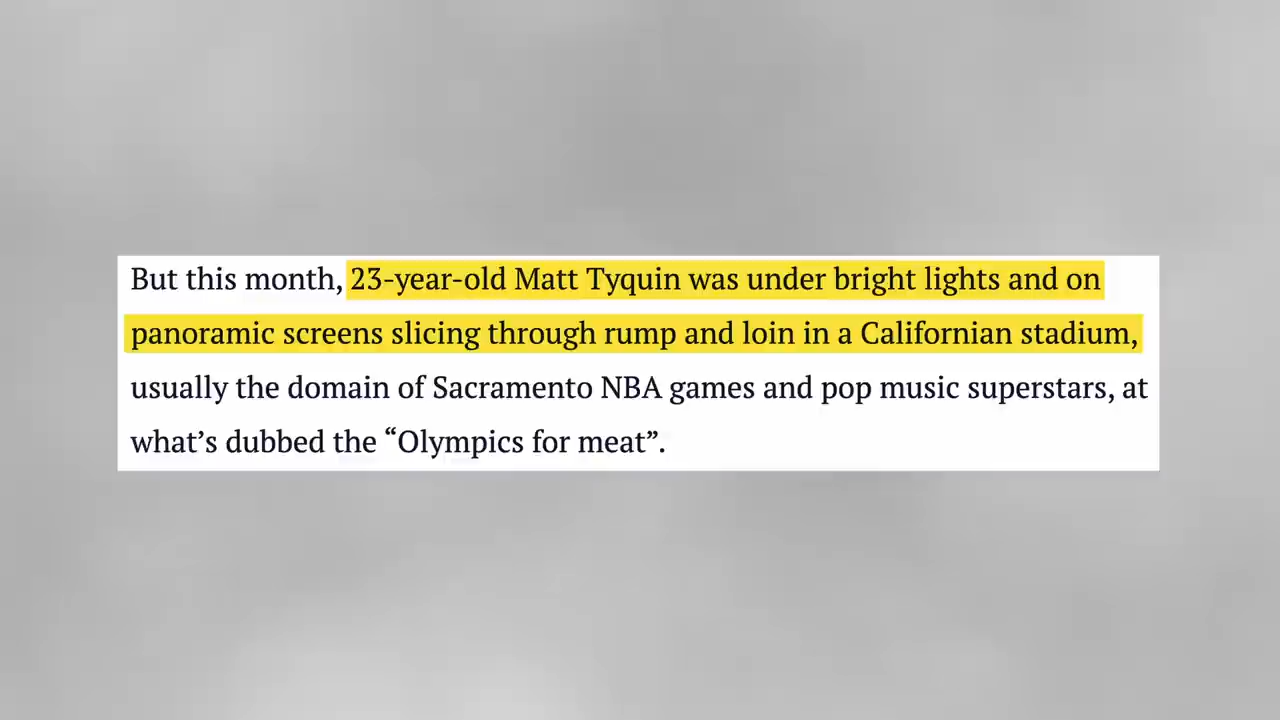 But this month, 23-year-old Matt Tyquin was under bright lights and on
panoramic screens slicing through rump and loin in a Californian stadium,
usually the domain of Sacramento NBA games and pop music superstars, at
what’s dubbed the “Olympics for meat”.